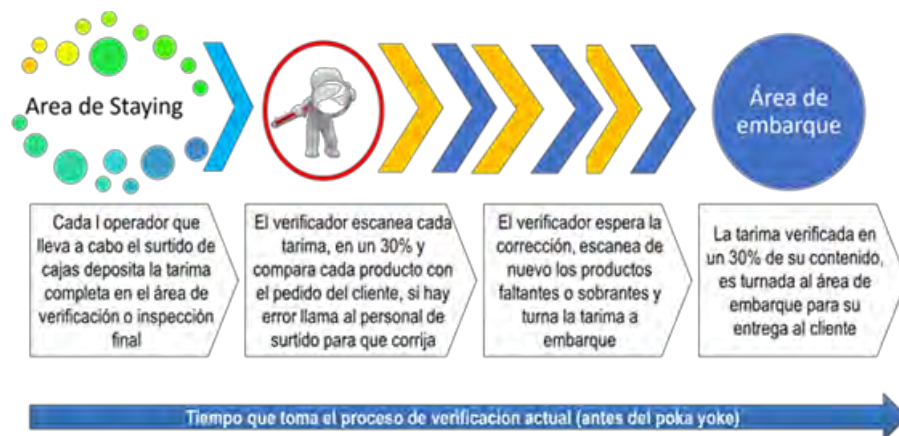 Area de Staying
Área de
embarque
Cada l operador que
lleva a cabo el surtido de
cajas deposita la tarima
completa en el área de
verificación o inspección
final
El verificador escanea cada
tarima, en un 30% y
compara cada producto con
el pedido del cliente, si hay
error llama al personal de
surtido para que corrija
El verificador espera la
corrección, escanea de
nuevo los productos
faltantes o sobrantes y
turna la tarima a
embarque
La tarima verificada en
un 30% de su contenido,
es turnada al área de
embarque para su
entrega al cliente
Tiempo que toma el proceso de verificación actual (antes del poka yoke)